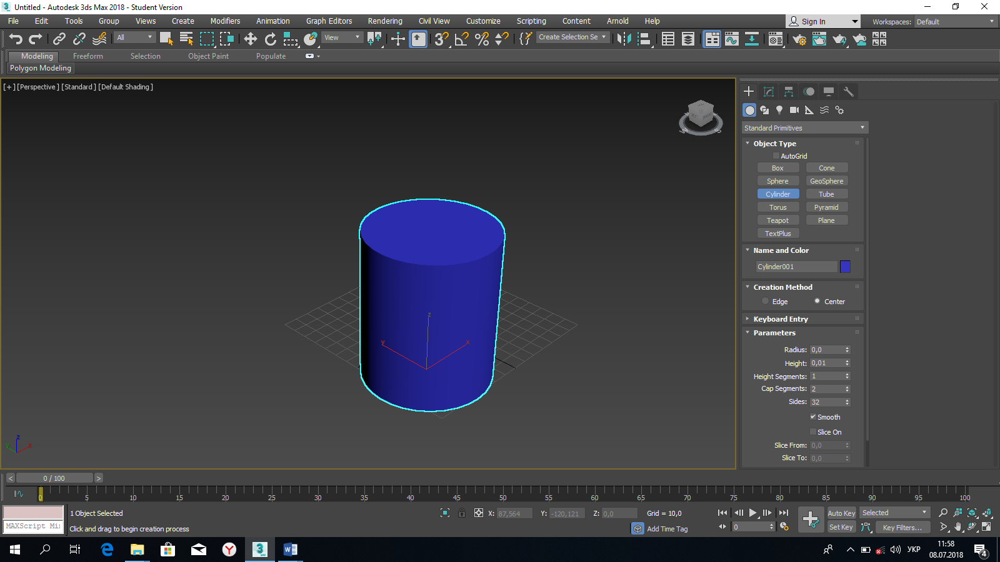 Untitled - Autodesk 3ds Max 2018 - Student Version
File Edit Tools Group Views Create Modifiers Animation Graph Editors Rendering Civil View Customize Scripting Content Arnold Help Sign In Workspaces: Default
All View Create Selection Se
Modeling Freeform Selection Object Paint Populate
Polygon Modeling
[+] [Perspective] [Standard] [Default Shading]
Standard Primitives
Object Type
AutoGrid
Box Cone
Sphere GeoSphere
Cylinder Tube
Torus Pyramid
Teapot Plane
TextPlus
Name and Color
Cylinder001
Creation Method
Edge Center
Keyboard Entry
Parameters
Radius: 0,0
Height: 0,01
Height Segments: 1
Cap Segments: 2
Sides: 32
Smooth
Slice On
Slice From: 0,0
Slice To: 0,0
z
y x
z
y x
< 0 / 100 >
0 5 10 15 20 25 30 35 40 45 50 55 60 65 70 75 80 85 90 95 100
1 Object Selected X: 87,564 Y: -120,121 Z: 0,0 Grid = 10,0 Auto Key Selected
MAXScript Mi Click and drag to begin creation process Add Time Tag 0 Set Key Key Filters...
УКР 11:58
08.07.2018
4